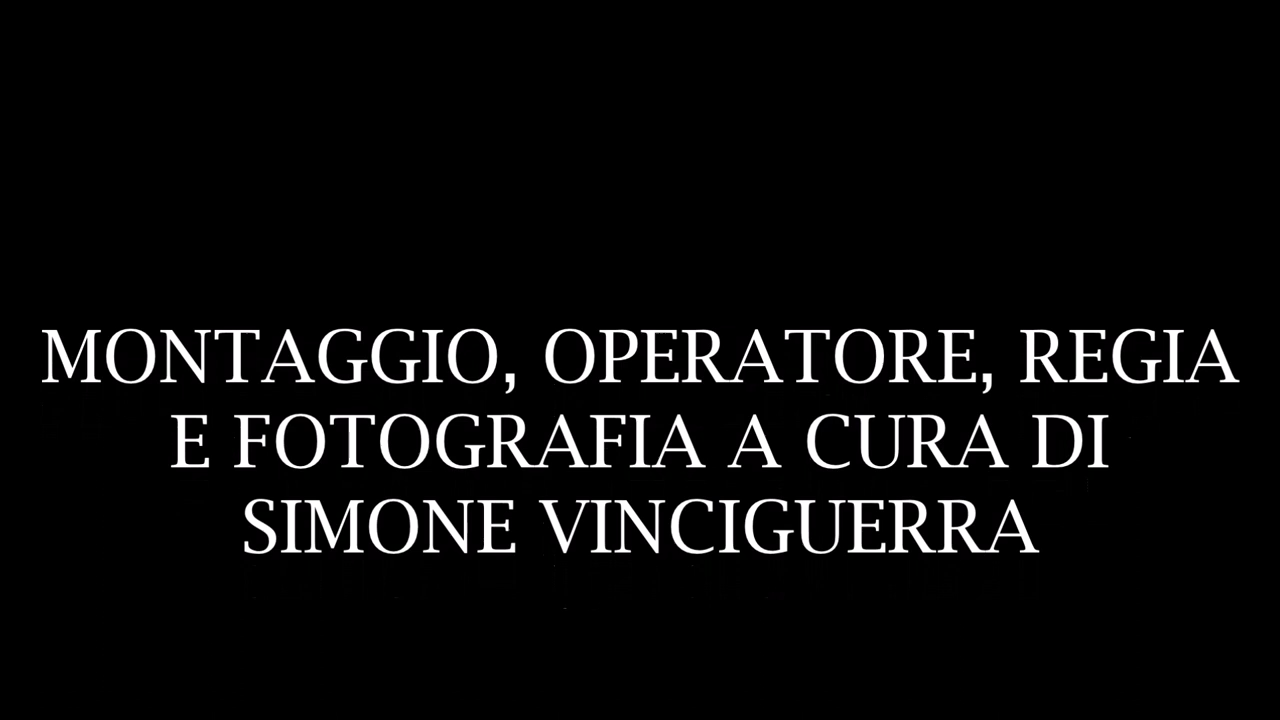 MONTAGGIO, OPERATORE, REGIA
E FOTOGRAFIA A CURA DI
SIMONE VINCIGUERRA